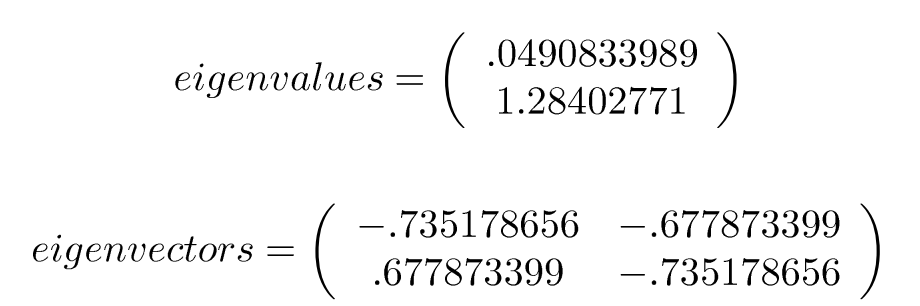 eigenvalues = ( .0490833989
1.28402771 )
eigenvectors = ( −.735178656 −.677873399
.677873399 −.735178656 )